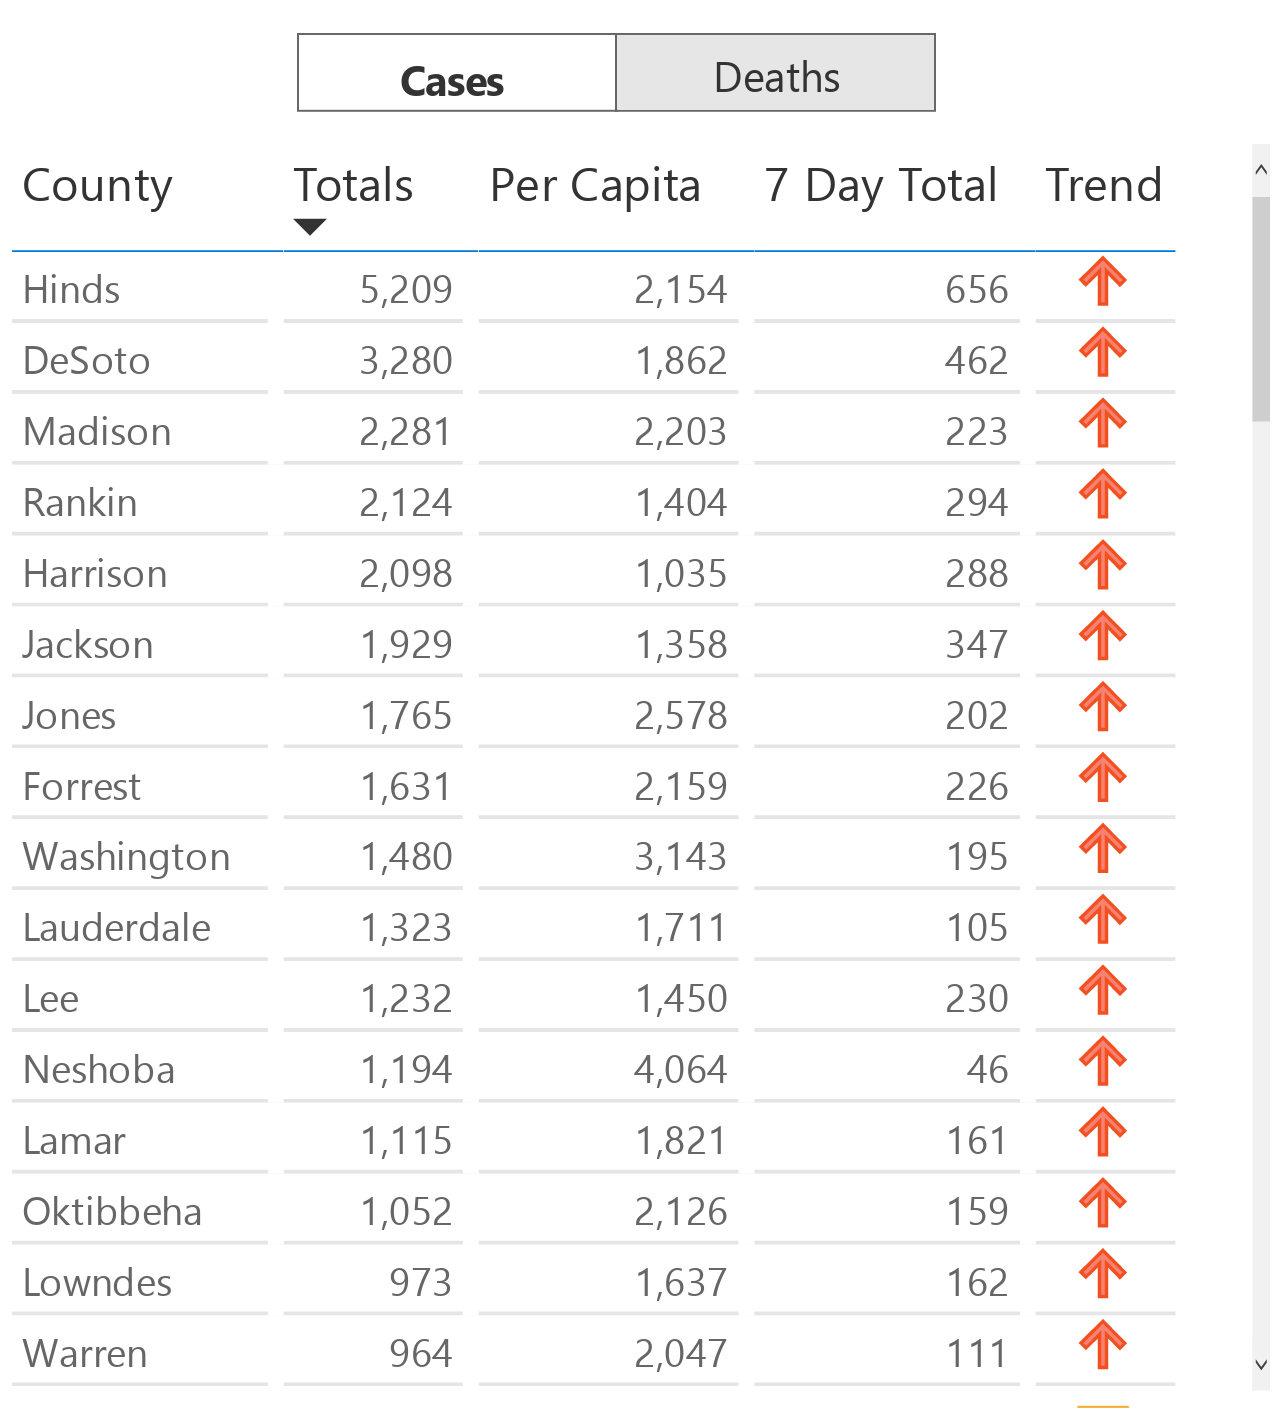 Cases Deaths
County Totals Per Capita 7 Day Total Trend
Hinds 5,209 2,154 656
DeSoto 3,280 1,862 462
Madison 2,281 2,203 223
Rankin 2,124 1,404 294
Harrison 2,098 1,035 288
Jackson 1,929 1,358 347
Jones 1,765 2,578 202
Forrest 1,631 2,159 226
Washington 1,480 3,143 195
Lauderdale 1,323 1,711 105
Lee 1,232 1,450 230
Neshoba 1,194 4,064 46
Lamar 1,115 1,821 161
Oktibbeha 1,052 2,126 159
Lowndes 973 1,637 162
Warren 964 2,047 111